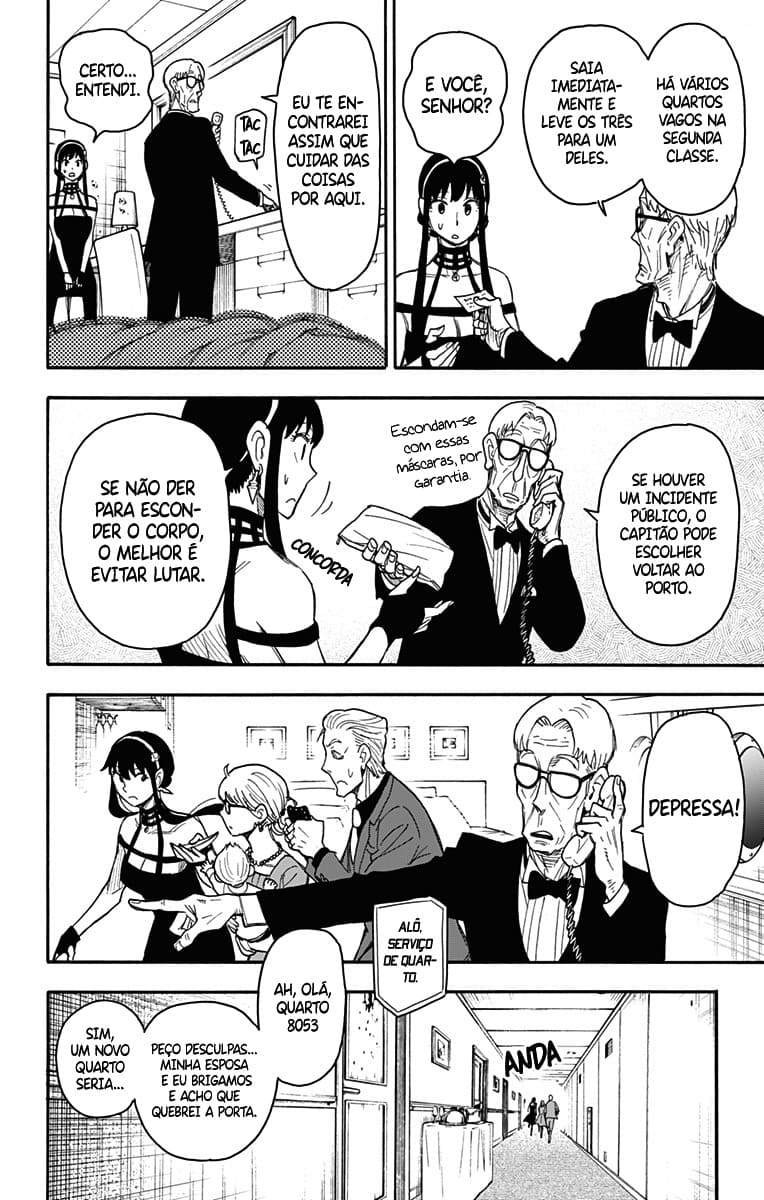 HÁ VÁRIOS
QUARTOS
VAGOS NA
SEGUNDA
CLASSE.
SAIA
IMEDIATA-
MENTE E
LEVE OS TRÊS
PARA UM
DELES.
E VOCÊ,
SENHOR?
EU TE EN-
CONTRAREI
ASSIM QUE
CUIDAR DAS
COISAS
POR AQUI.
TAC
TAC
CERTO...
ENTENDI.
SE HOUVER
UM INCIDENTE
PÚBLICO, O
CAPITÃO PODE
ESCOLHER
VOLTAR AO
PORTO.
Escondam-se
com essas
máscaras, por
garantia.
CONCORDA
SE NÃO DER
PARA ESCON-
DER O CORPO,
O MELHOR É
EVITAR LUTAR.
DEPRESSA!
ALÔ,
SERVIÇO
DE QUAR-
TO.
AH, OLÁ,
QUARTO
8053
PEÇO DESCULPAS...
MINHA ESPOSA
E EU BRIGAMOS
E ACHO QUE
QUEBREI A PORTA.
SIM,
UM NOVO
QUARTO
SERIA...
ANDA